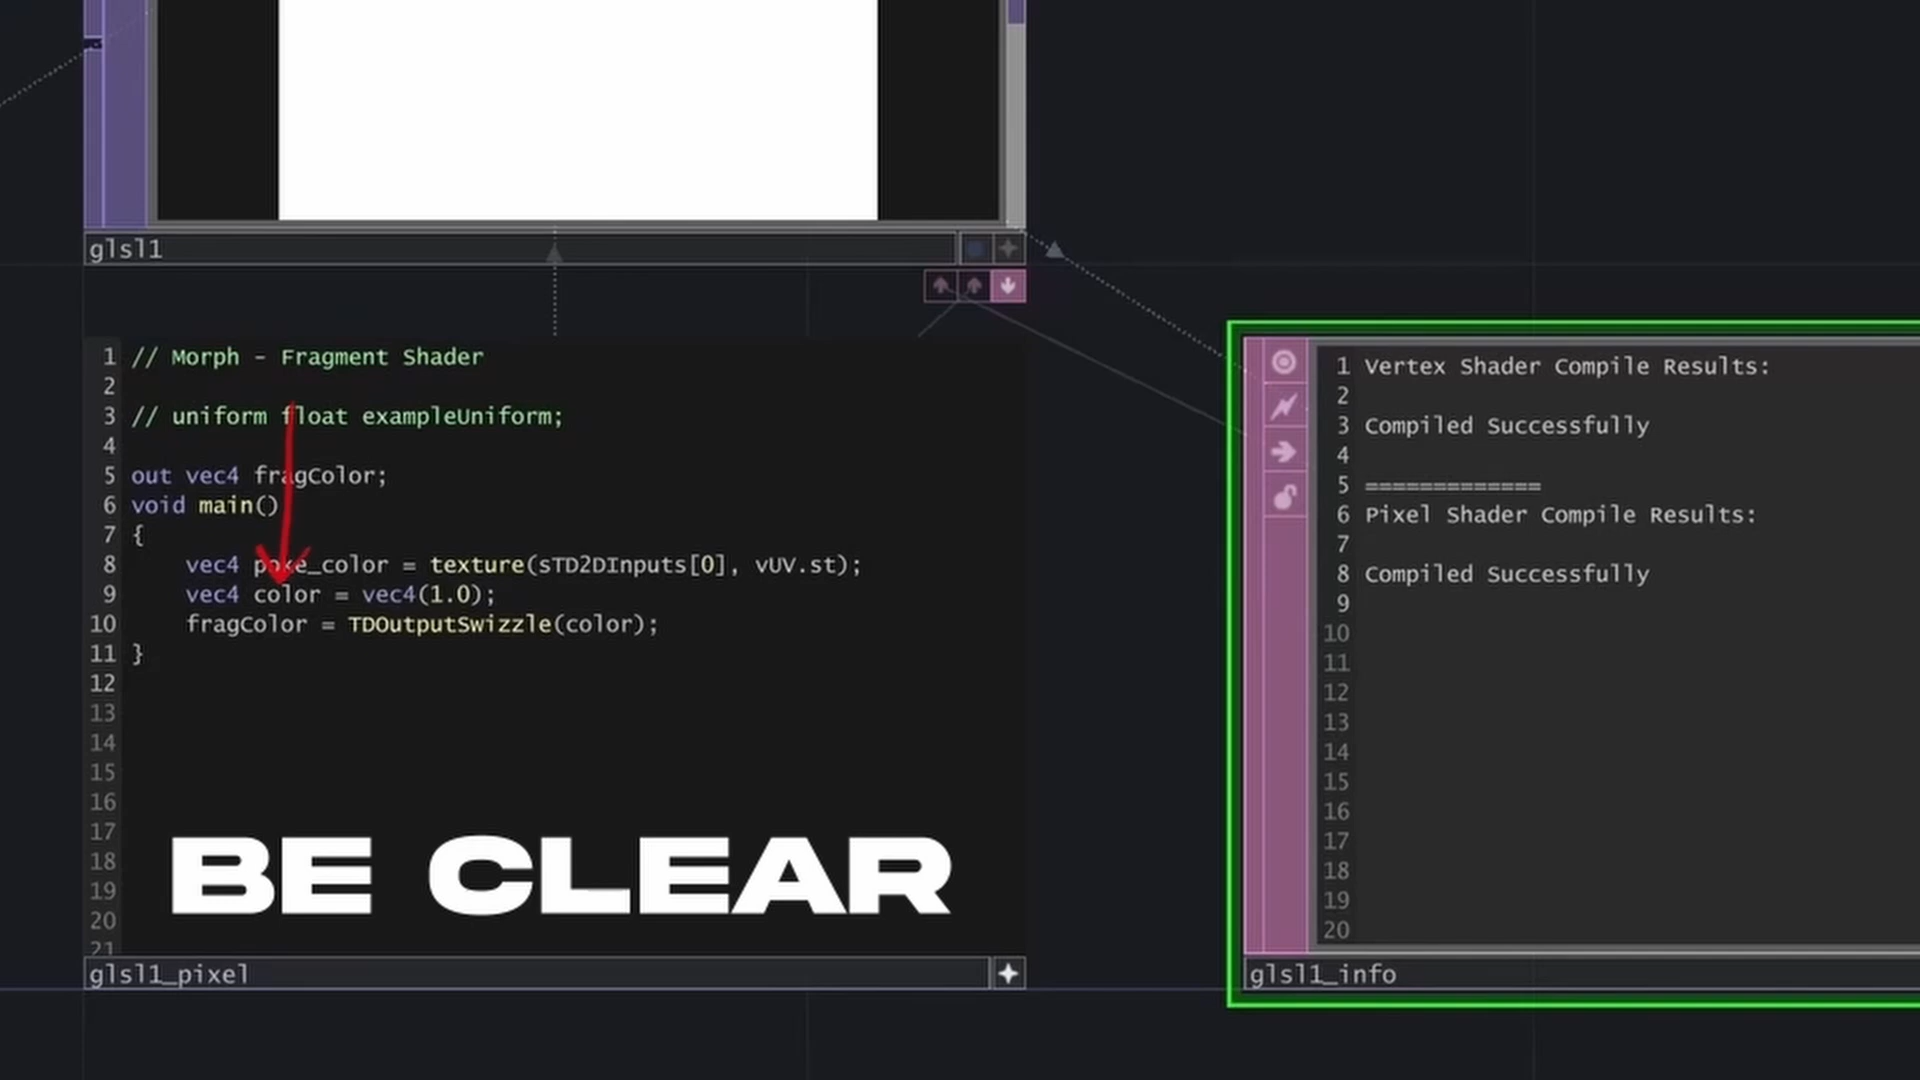 glsl1
1 // Morph - Fragment Shader
2
3 // uniform float exampleUniform;
4
5 out vec4 fragColor;
6 void main()
7 {
8 vec4 poke_color = texture(sTD2DInputs[0], vUV.st);
9 vec4 color = vec4(1.0);
10 fragColor = TDOutputSwizzle(color);
11 }
12
13
14
15
16
17
18
19
20
21
BE CLEAR
glsl1_pixel
1 Vertex Shader Compile Results:
2
3 Compiled Successfully
4
5 =============
6 Pixel Shader Compile Results:
7
8 Compiled Successfully
9
10
11
12
13
14
15
16
17
18
19
20
glsl1_info